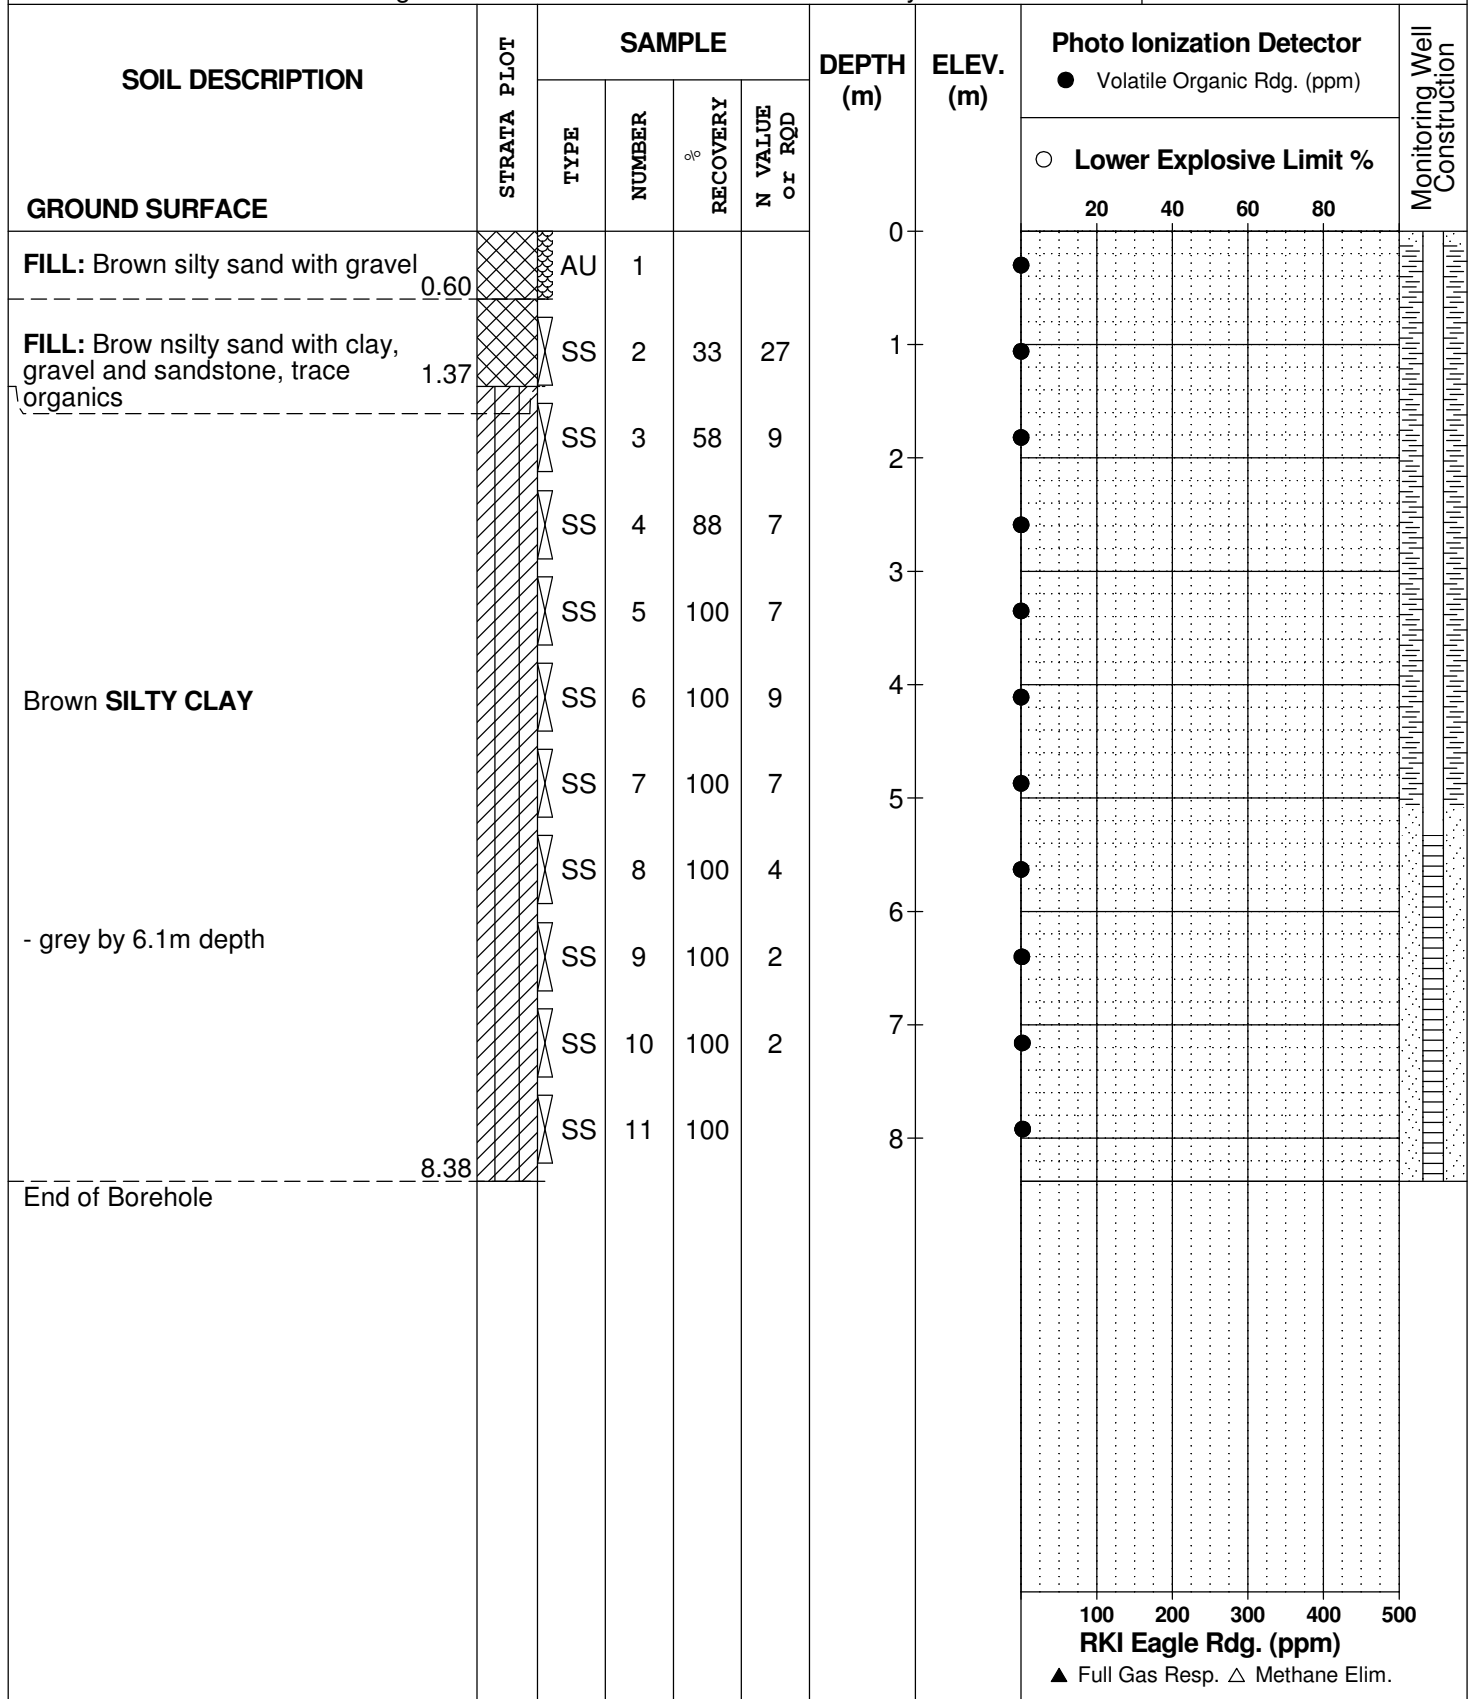 SOIL DESCRIPTION
GROUND SURFACE
STRATA PLOT
SAMPLE
TYPE
NUMBER
%
RECOVERY
N VALUE
or RQD
DEPTH
(m)
ELEV.
(m)
Photo Ionization Detector
● Volatile Organic Rdg. (ppm)
○ Lower Explosive Limit %
20 40 60 80
Monitoring Well
Construction
0
FILL: Brown silty sand with gravel
0.60
AU 1
FILL: Brow nsilty sand with clay,
gravel and sandstone, trace
organics
1.37
SS 2 33 27
1
SS 3 58 9
2
SS 4 88 7
3
SS 5 100 7
Brown SILTY CLAY
SS 6 100 9
4
SS 7 100 7
5
SS 8 100 4
6
- grey by 6.1m depth
SS 9 100 2
7
SS 10 100 2
SS 11 100
8
8.38
End of Borehole
100 200 300 400 500
RKI Eagle Rdg. (ppm)
▲ Full Gas Resp. △ Methane Elim.